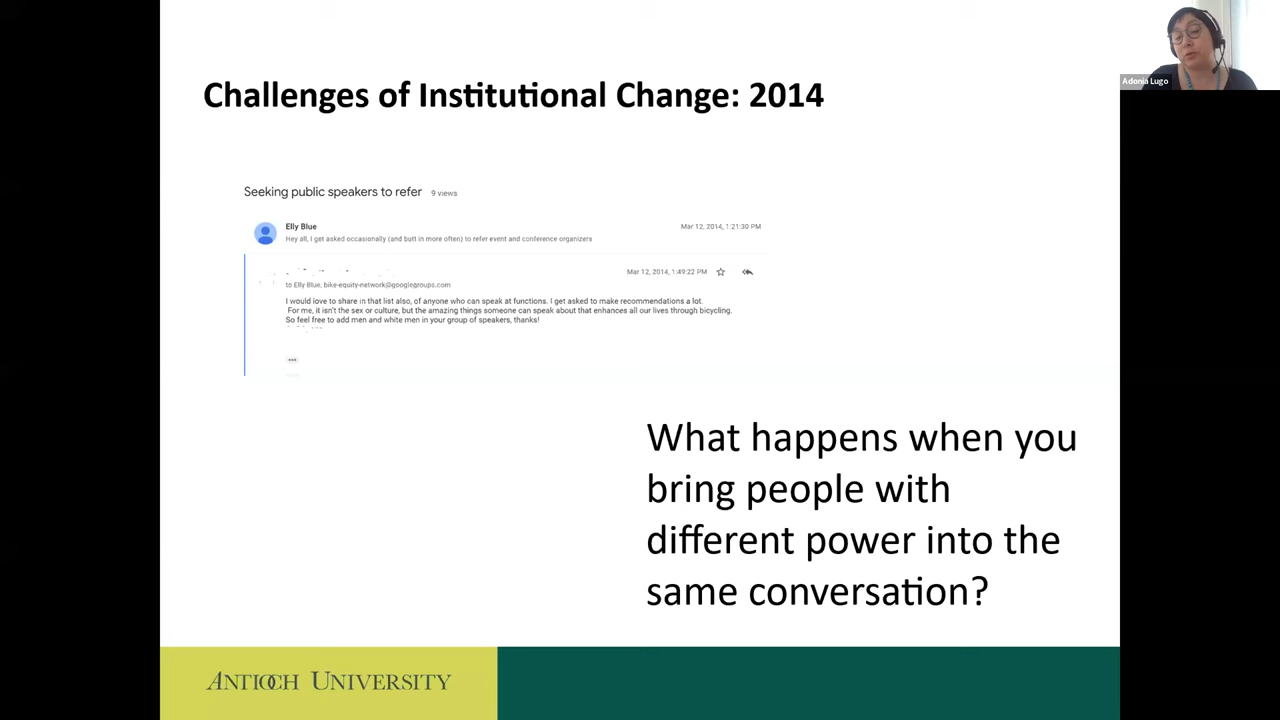 Adonia Lugo
Challenges of Institutional Change: 2014
Seeking public speakers to refer 9 views
Elly Blue Mar 12, 2014, 1:21:30 PM
Hey all, I get asked occasionally (and butt in more often) to refer event and conference organizers
Mar 12, 2014, 1:49:22 PM
to Elly Blue, bike-equity-network@googlegroups.com
I would love to share in that list also, of anyone who can speak at functions. I get asked to make recommendations a lot.
For me, it isn't the sex or culture, but the amazing things someone can speak about that enhances all our lives through bicycling.
So feel free to add men and white men in your group of speakers, thanks!
What happens when you
bring people with
different power into the
same conversation?
ANTIOCH UNIVERSITY